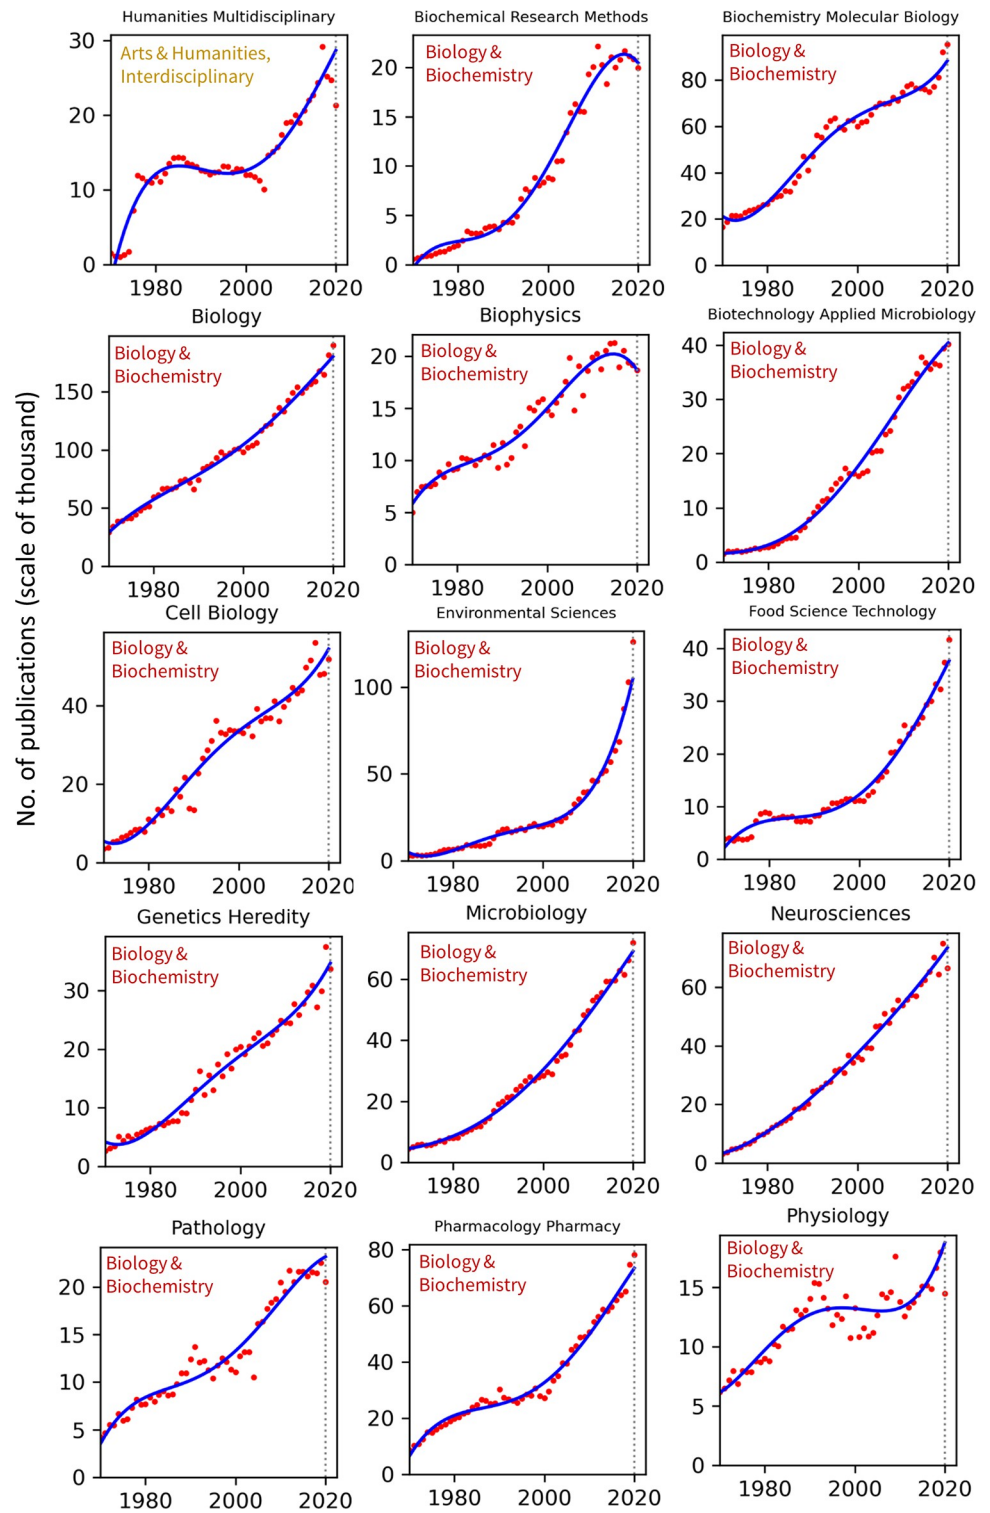 Humanities Multidisciplinary
Arts & Humanities,
Interdisciplinary
30
20
10
0
1980 2000 2020
Biochemical Research Methods
Biology &
Biochemistry
20
15
10
5
0
1980 2000 2020
Biochemistry Molecular Biology
Biology &
Biochemistry
80
60
40
20
0
1980 2000 2020
No. of publications (scale of thousand)
Biology
Biology &
Biochemistry
150
100
50
0
1980 2000 2020
Biophysics
Biology &
Biochemistry
20
15
10
5
0
1980 2000 2020
Biotechnology Applied Microbiology
Biology &
Biochemistry
40
30
20
10
0
1980 2000 2020
Cell Biology
Biology &
Biochemistry
40
20
0
1980 2000 2020
Environmental Sciences
Biology &
Biochemistry
100
50
0
1980 2000 2020
Food Science Technology
Biology &
Biochemistry
40
30
20
10
0
1980 2000 2020
Genetics Heredity
Biology &
Biochemistry
30
20
10
0
1980 2000 2020
Microbiology
Biology &
Biochemistry
60
40
20
0
1980 2000 2020
Neurosciences
Biology &
Biochemistry
60
40
20
0
1980 2000 2020
Pathology
Biology &
Biochemistry
20
15
10
5
0
1980 2000 2020
Pharmacology Pharmacy
Biology &
Biochemistry
80
60
40
20
0
1980 2000 2020
Physiology
Biology &
Biochemistry
15
10
5
0
1980 2000 2020